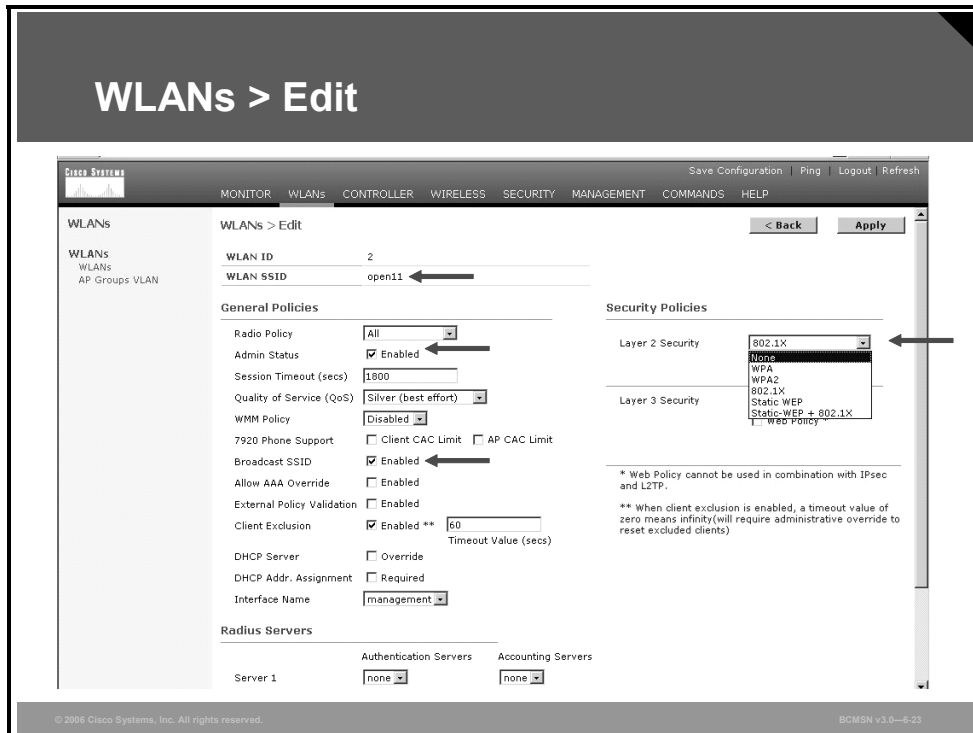 WLANs > Edit
CISCO SYSTEMS
Save Configuration | Ping | Logout | Refresh
MONITOR WLANs CONTROLLER WIRELESS SECURITY MANAGEMENT COMMANDS HELP
WLANs
WLANs
WLANs
AP Groups VLAN
WLANs > Edit
< Back
Apply
WLAN ID 2
WLAN SSID open11
General Policies
Radio Policy All
Admin Status Enabled
Session Timeout (secs) 1800
Quality of Service (QoS) Silver (best effort)
WMM Policy Disabled
7920 Phone Support Client CAC Limit AP CAC Limit
Broadcast SSID Enabled
Allow AAA Override Enabled
External Policy Validation Enabled
Client Exclusion Enabled ** 60
Timeout Value (secs)
DHCP Server Override
DHCP Addr. Assignment Required
Interface Name management
Security Policies
Layer 2 Security 802.1X
None
WPA
WPA2
802.1X
Static WEP
Static-WEP + 802.1X
Layer 3 Security
Web Policy *
* Web Policy cannot be used in combination with IPsec
and L2TP.
** When client exclusion is enabled, a timeout value of
zero means infinity(will require administrative override to
reset excluded clients)
Radius Servers
Authentication Servers Accounting Servers
Server 1 none none
© 2006 Cisco Systems, Inc. All rights reserved.
BCMSN v3.0—6-23